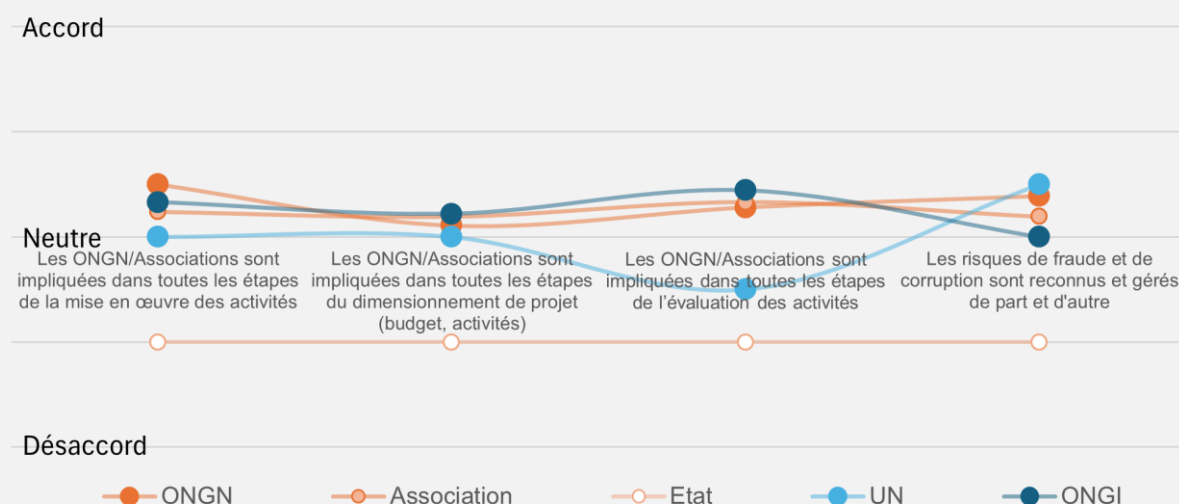 Accord
Neutre
Les ONGN/Associations sont
impliquées dans toutes les étapes
de la mise en œuvre des activités
Les ONGN/Associations sont
impliquées dans toutes les étapes
du dimensionnement de projet
(budget, activités)
Les ONGN/Associations sont
impliquées dans toutes les étapes
de l’évaluation des activités
Les risques de fraude et de
corruption sont reconnus et gérés
de part et d'autre
Désaccord
ONGN
Association
Etat
UN
ONGI